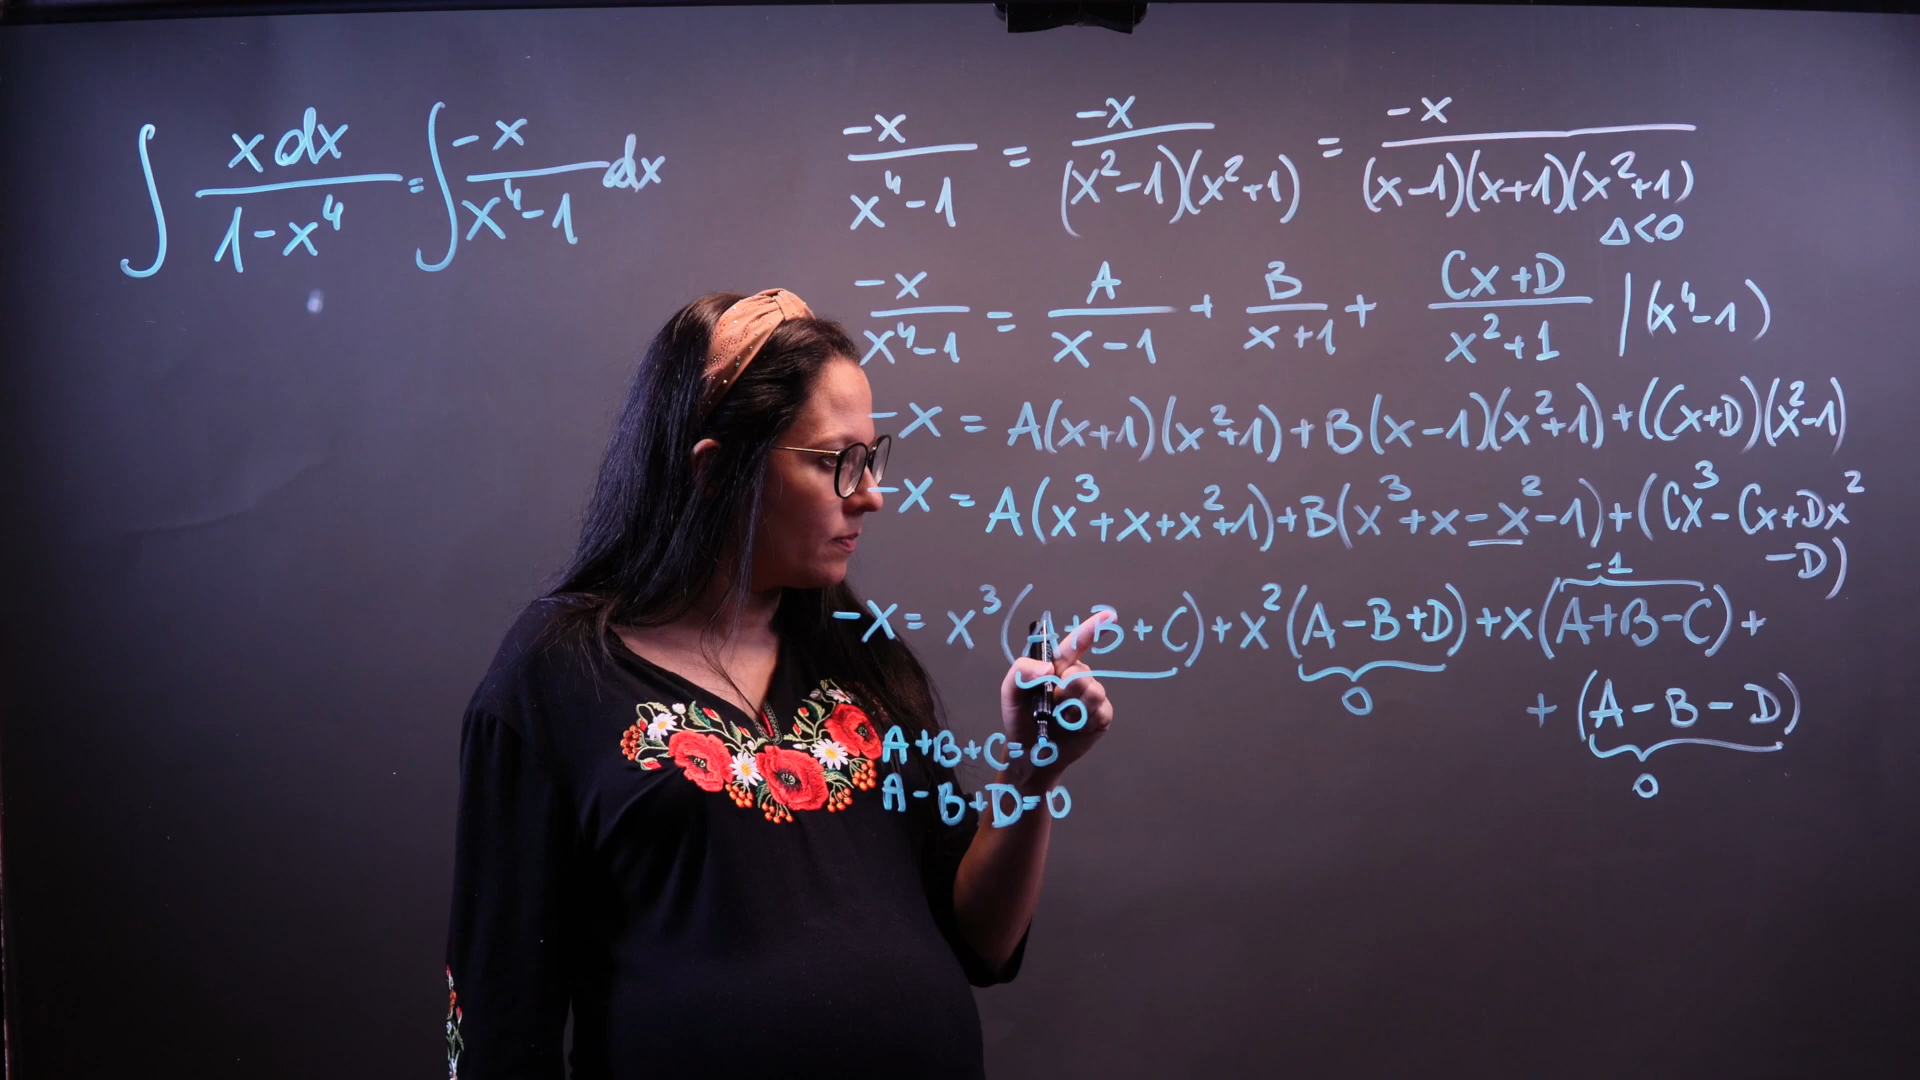 ∫ x dx / (1-x⁴) = ∫ -x / (x⁴-1) dx
-x / (x⁴-1) = -x / ((x²-1)(x²+1)) = -x / ((x-1)(x+1)(x²+1))
Δ<0
-x / (x⁴-1) = A / (x-1) + B / (x+1) + (Cx+D) / (x²+1) | (x⁴-1)
-x = A(x+1)(x²+1)+B(x-1)(x²+1)+(Cx+D)(x²-1)
-x = A(x³+x+x²+1)+B(x³+x-x²-1)+(Cx³-Cx+Dx²
-D)
-1
-x= x³(A+B+C)+x²(A-B+D)+x(A+B-C)+
0 0
+(A-B-D)
0
A+B+C=0
A-B+D=0